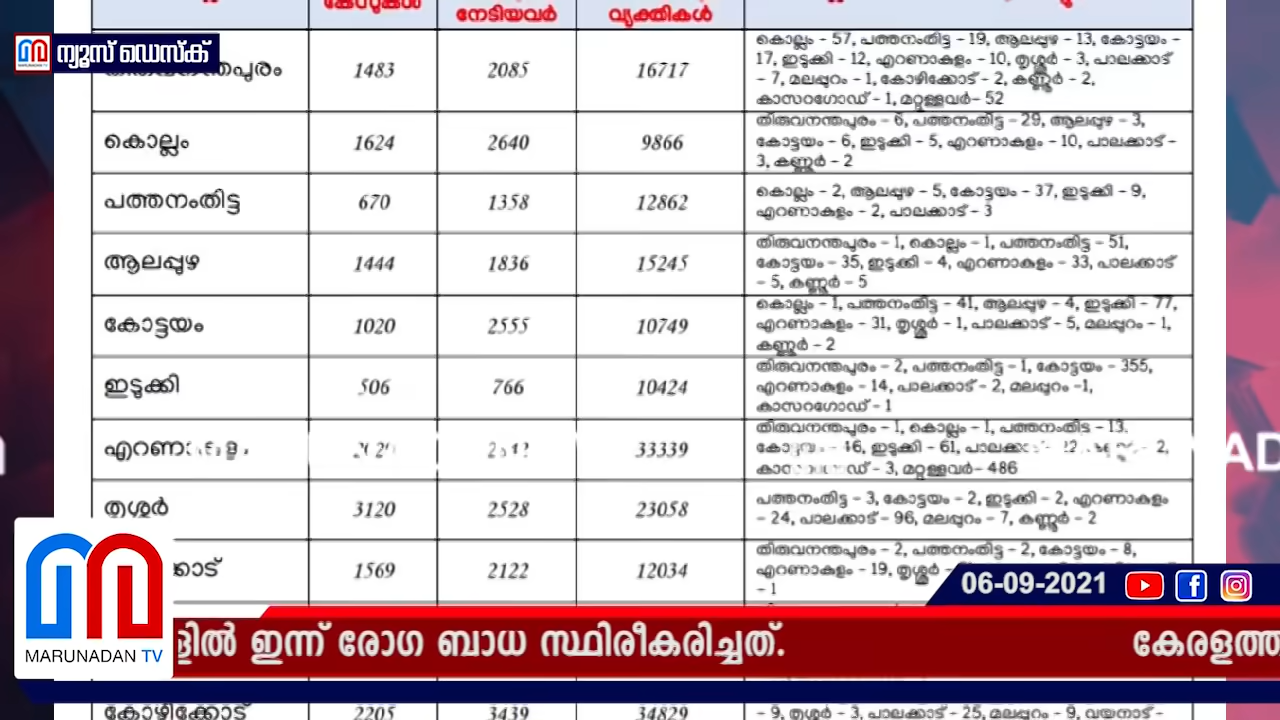 കേസുകൾ നേടിയവർ വ്യക്തികൾ
ന്യൂസ് ഡെസ്ക്
1483 2085 16717
കൊല്ലം - 57, പത്തനംതിട്ട - 19, ആലപ്പുഴ - 13, കോട്ടയം -
17, ഇടുക്കി - 12, എറണാകുളം - 10, തൃശ്ശൂർ - 3, പാലക്കാട്
- 7, മലപ്പുറം - 1, കോഴിക്കോട് - 2, കണ്ണൂർ - 2,
കാസറഗോഡ് - 1, മറ്റുള്ളവർ- 52
കൊല്ലം 1624 2640 9866
തിരുവനന്തപുരം - 6, പത്തനംതിട്ട - 29, ആലപ്പുഴ - 3,
കോട്ടയം - 6, ഇടുക്കി - 5, എറണാകുളം - 10, പാലക്കാട് -
3, കണ്ണൂർ - 2
പത്തനംതിട്ട 670 1358 12862
കൊല്ലം - 2, ആലപ്പുഴ - 5, കോട്ടയം - 37, ഇടുക്കി - 9,
എറണാകുളം - 2, പാലക്കാട് - 3
ആലപ്പുഴ 1444 1836 15245
തിരുവനന്തപുരം - 1, കൊല്ലം - 1, പത്തനംതിട്ട - 51,
കോട്ടയം - 35, ഇടുക്കി - 4, എറണാകുളം - 33, പാലക്കാട്
- 5, കണ്ണൂർ - 5
കോട്ടയം 1020 2555 10749
കൊല്ലം - 1, പത്തനംതിട്ട - 41, ആലപ്പുഴ - 4, ഇടുക്കി - 77,
എറണാകുളം - 31, തൃശ്ശൂർ - 1, പാലക്കാട് - 5, മലപ്പുറം - 1,
കണ്ണൂർ - 2
ഇടുക്കി 506 766 10424
തിരുവനന്തപുരം - 2, പത്തനംതിട്ട - 1, കോട്ടയം - 355,
എറണാകുളം - 14, പാലക്കാട് - 2, മലപ്പുറം -1,
കാസറഗോഡ് - 1
33339
തിരുവനന്തപുരം - 1, കൊല്ലം - 1, പത്തനംതിട്ട - 13,
ഇടുക്കി - 61,
- 3, മറ്റുള്ളവർ- 486
തൃശൂർ 3120 2528 23058
പത്തനംതിട്ട - 3, കോട്ടയം - 2, ഇടുക്കി - 2, എറണാകുളം
- 24, പാലക്കാട് - 96, മലപ്പുറം - 7, കണ്ണൂർ - 2
ക്കാട് 1569 2122 12034
തിരുവനന്തപുരം - 2, പത്തനംതിട്ട - 2, കോട്ടയം - 8,
എറണാകുളം - 19, തൃശ്ശൂർ -
- 1
06-09-2021
ളിൽ ഇന്ന് രോഗ ബാധ സ്ഥിരീകരിച്ചത്. കേരളത്ത
MARUNADAN TV
കോഴിക്കോട് 2205 3439 34829
- 9, തൃശൂർ - 3, പാലക്കാട് - 25, മലപ്പുറം - 9, വയനാട് -